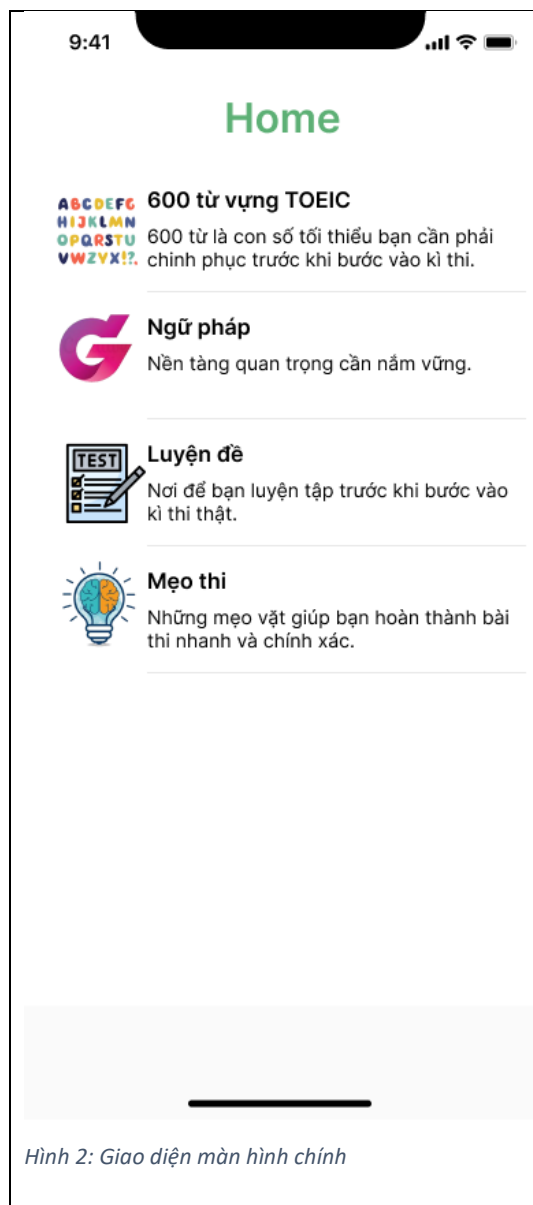 9:41
Home
ABCDEFG
HIJKLMN
OPQRSTU
VWZYX!?.
600 từ vựng TOEIC
600 từ là con số tối thiểu bạn cần phải
chinh phục trước khi bước vào kì thi.
G
Ngữ pháp
Nền tàng quan trọng cần nắm vững.
TEST
Luyện đề
Nơi để bạn luyện tập trước khi bước vào
kì thi thật.
Mẹo thi
Những mẹo vặt giúp bạn hoàn thành bài
thi nhanh và chính xác.
Hình 2: Giao diện màn hình chính